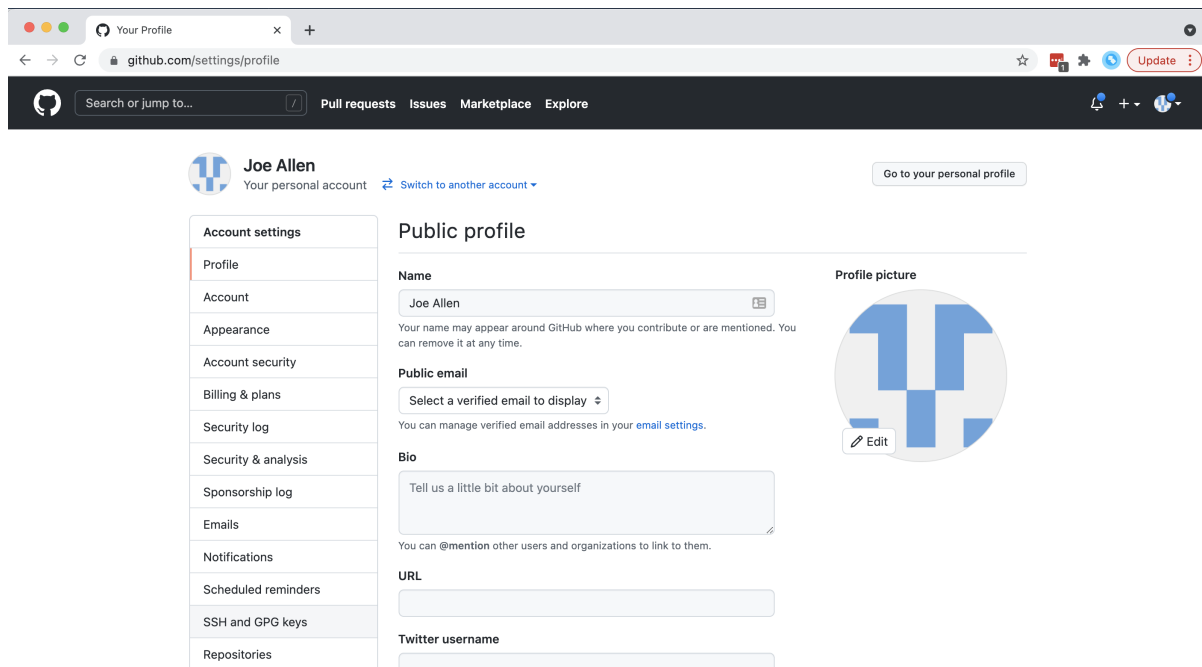 Your Profile
github.com/settings/profile
1
Update
Search or jump to...
/
Pull requests
Issues
Marketplace
Explore
Joe Allen
Your personal account
Switch to another account
Go to your personal profile
Account settings
Profile
Account
Appearance
Account security
Billing & plans
Security log
Security & analysis
Sponsorship log
Emails
Notifications
Scheduled reminders
SSH and GPG keys
Repositories
Public profile
Name
Joe Allen
Your name may appear around GitHub where you contribute or are mentioned. You
can remove it at any time.
Public email
Select a verified email to display
You can manage verified email addresses in your email settings.
Bio
Tell us a little bit about yourself
You can @mention other users and organizations to link to them.
URL
Twitter username
Profile picture
Edit